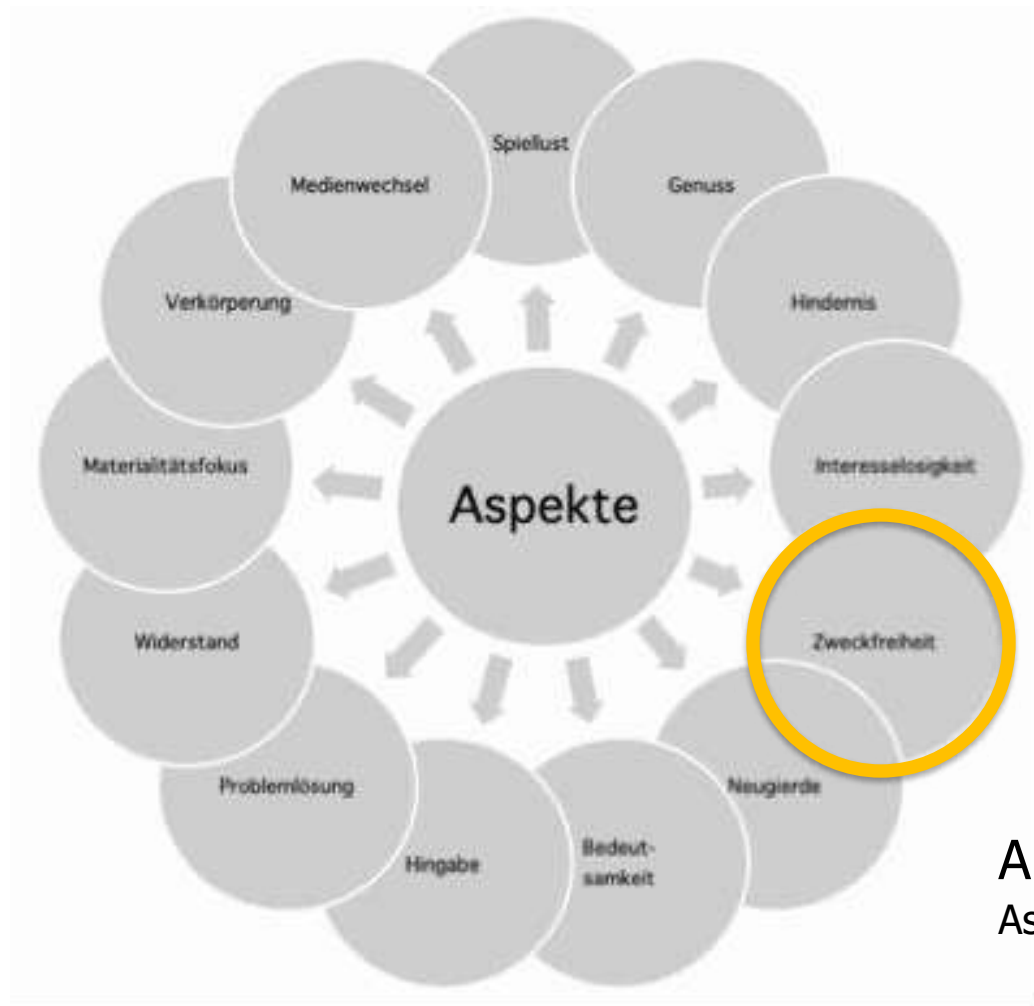 Spiellust
Medienwechsel
Genuss
Verkörperung
Hindernis
Materialitätsfokus
Aspekte
Interesselosigkeit
Widerstand
Zweckfreiheit
Problemlösung
Neugierde
Hingabe
Bedeut-
samkeit
A
As